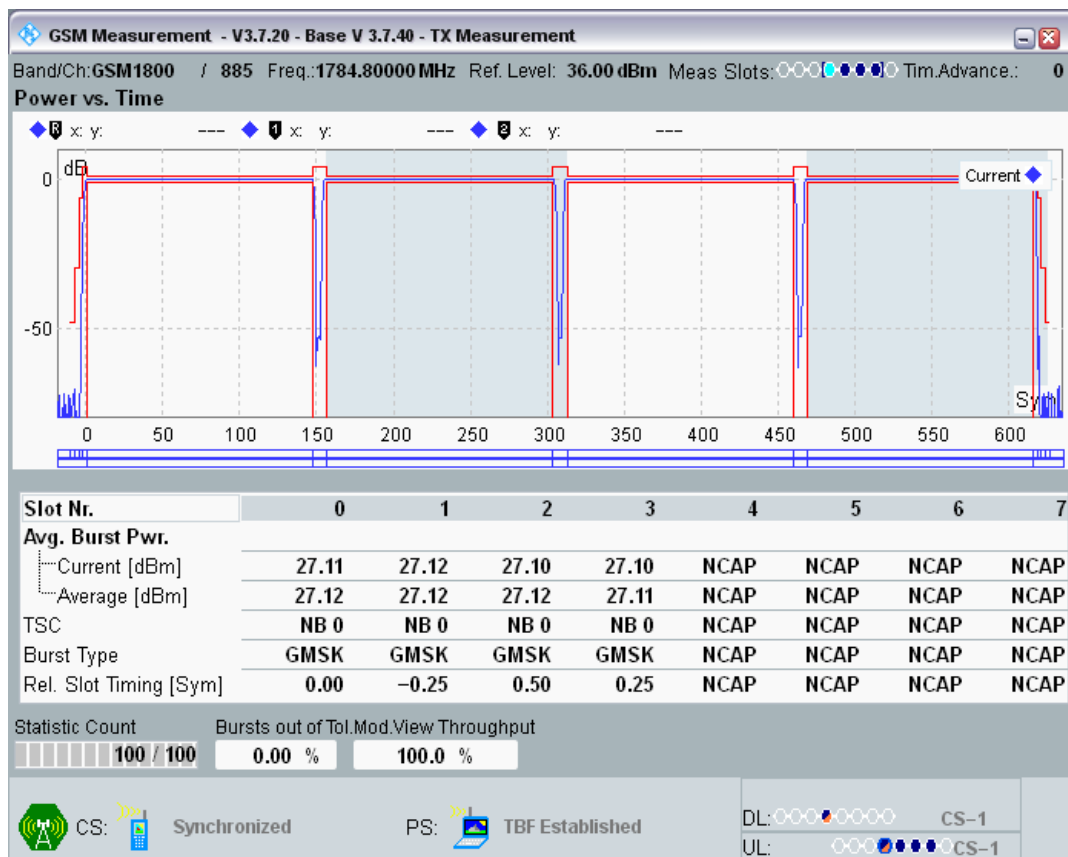 GSM Measurement - V3.7.20 - Base V 3.7.40 - TX Measurement
Band/Ch:GSM1800 / 885 Freq.:1784.80000 MHz Ref. Level: 36.00 dBm Meas Slots: Tim.Advance.: 0
Power vs. Time
R x: y: --- 1 x: y: --- 2 x: y: ---
dB
0
Current
-50
Sym
0 50 100 150 200 250 300 350 400 450 500 550 600
Slot Nr. 0 1 2 3 4 5 6 7
Avg. Burst Pwr.
Current [dBm] 27.11 27.12 27.10 27.10 NCAP NCAP NCAP NCAP
Average [dBm] 27.12 27.12 27.12 27.11 NCAP NCAP NCAP NCAP
TSC NB 0 NB 0 NB 0 NB 0 NCAP NCAP NCAP NCAP
Burst Type GMSK GMSK GMSK GMSK NCAP NCAP NCAP NCAP
Rel. Slot Timing [Sym] 0.00 −0.25 0.50 0.25 NCAP NCAP NCAP NCAP
Statistic Count Bursts out of Tol.Mod.View Throughput
100 / 100 0.00 % 100.0 %
CS: Synchronized PS: TBF Established
DL: CS−1
UL: CS−1